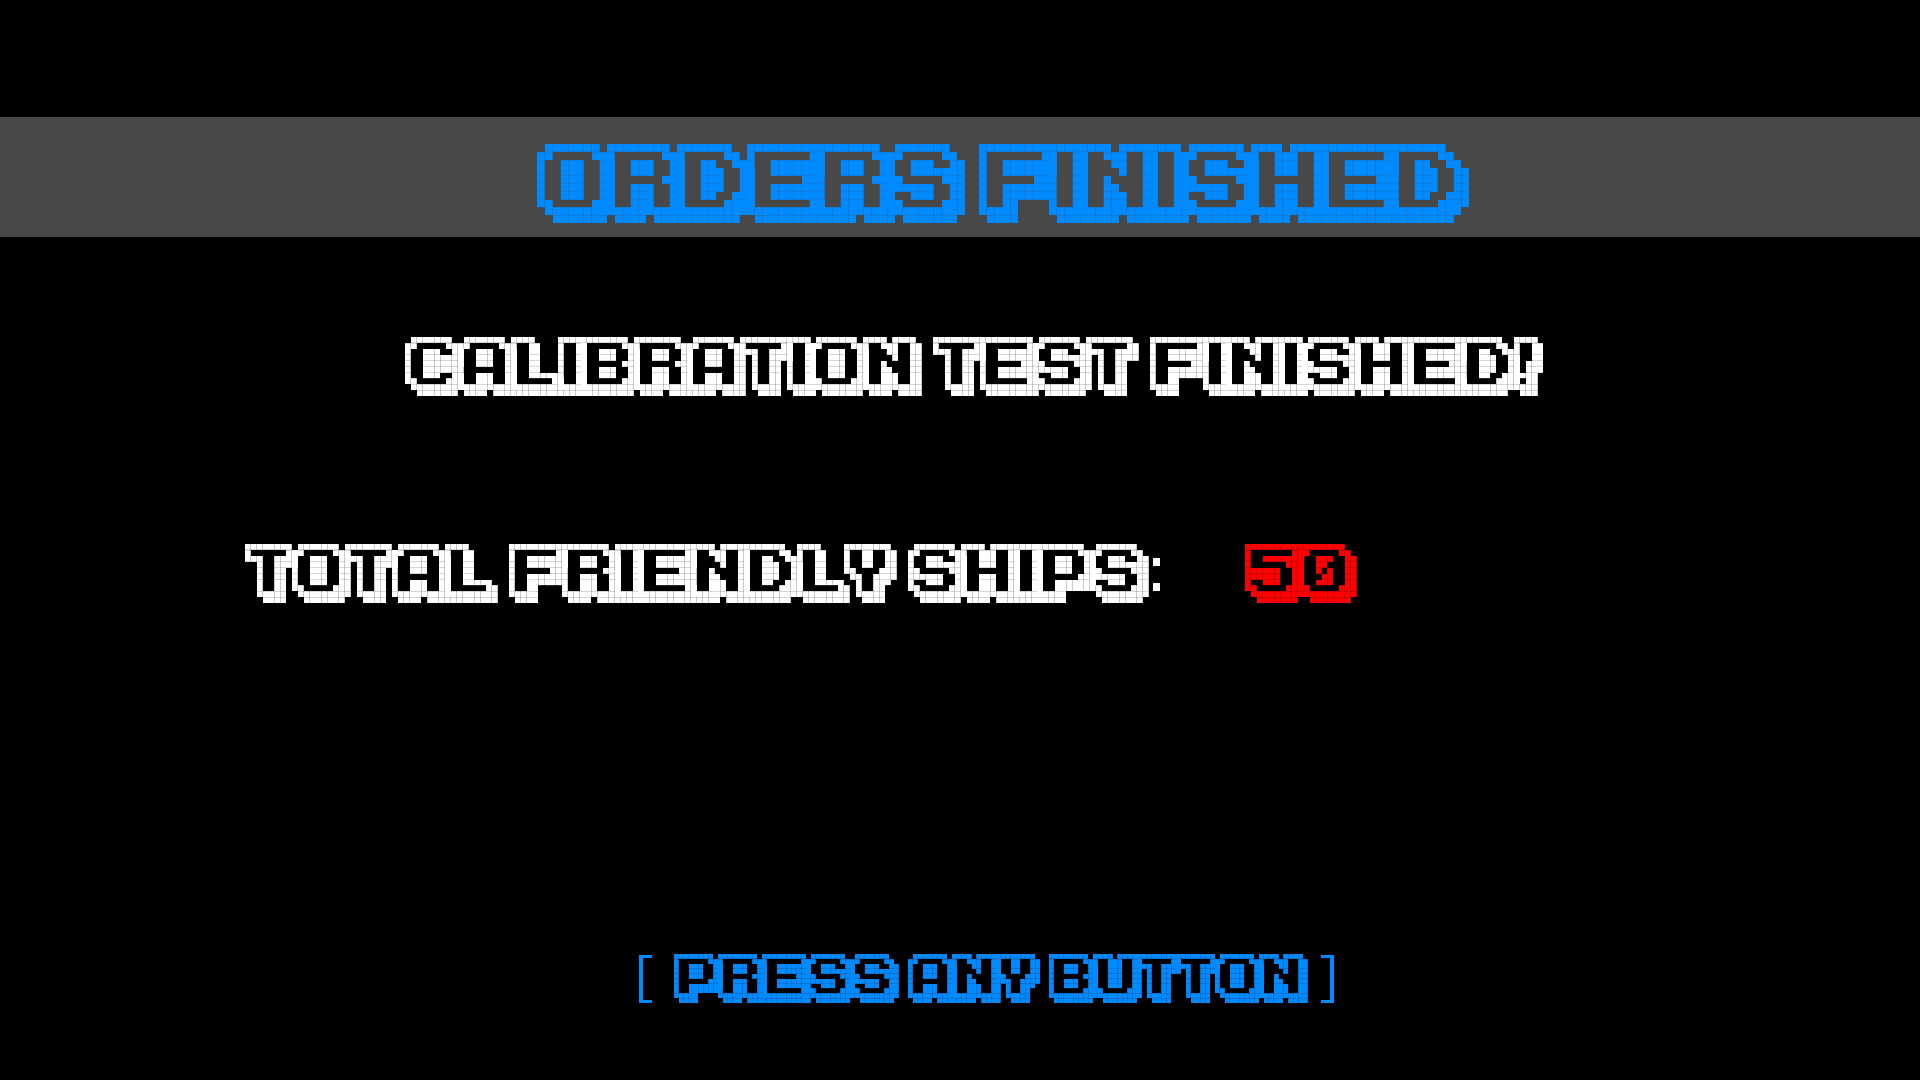 ORDERS FINISHED
CALIBRATION TEST FINISHED!
TOTAL FRIENDLY SHIPS: 50
[ PRESS ANY BUTTON ]